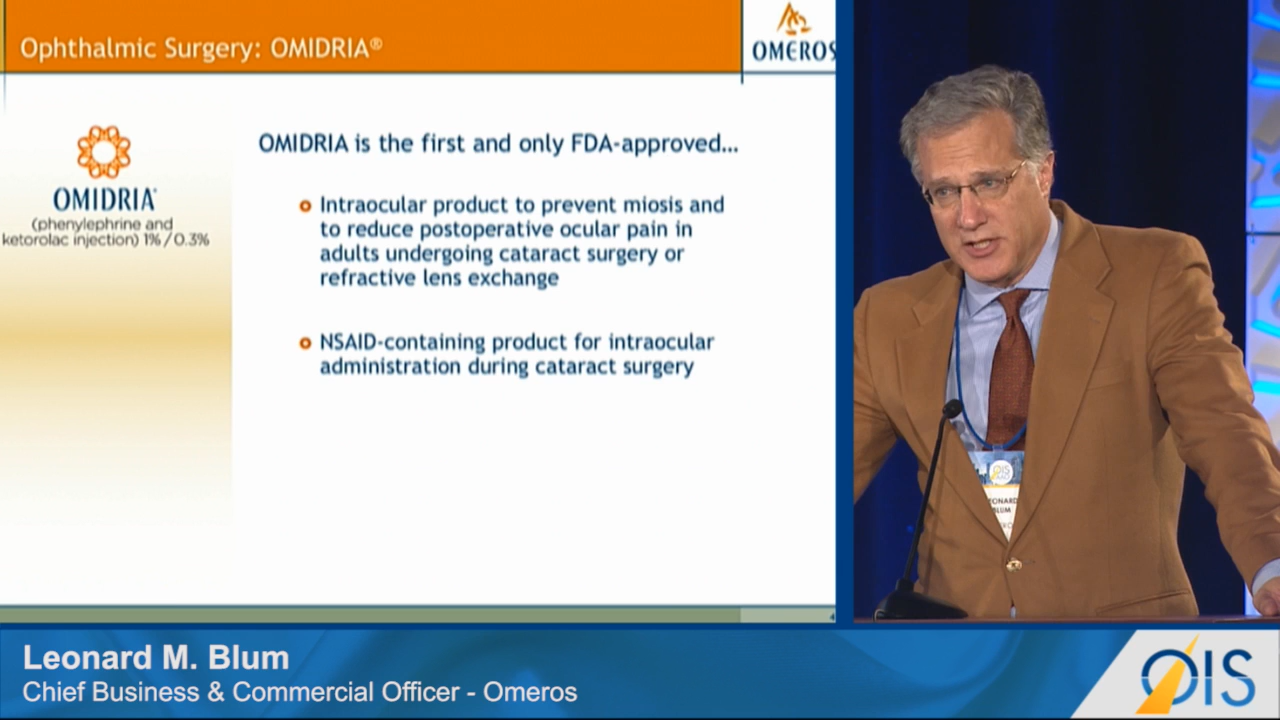 Ophthalmic Surgery: OMIDRIA®
OMEROS
OMIDRIA®
(phenylephrine and
ketorolac injection) 1%/0.3%
OMIDRIA is the first and only FDA-approved...
Intraocular product to prevent miosis and
to reduce postoperative ocular pain in
adults undergoing cataract surgery or
refractive lens exchange
NSAID-containing product for intraocular
administration during cataract surgery
OIS
EONARD
BLUM
Leonard M. Blum
Chief Business & Commercial Officer - Omeros
OIS